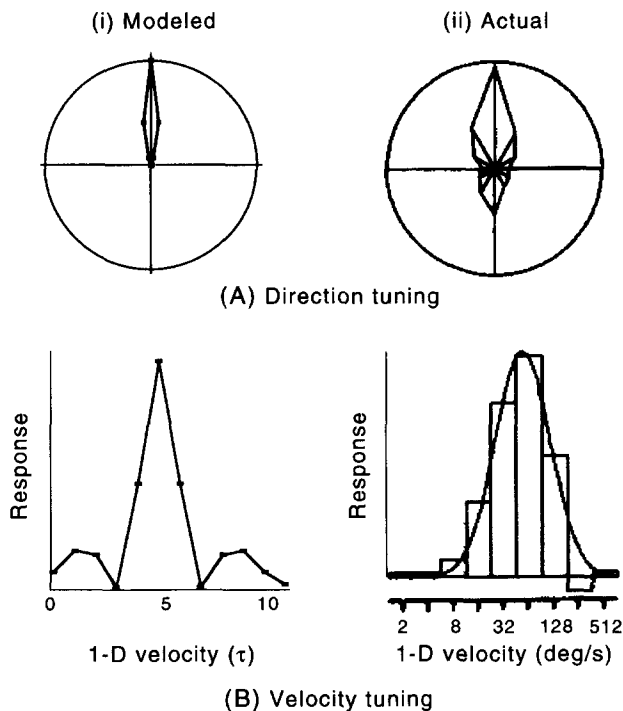 (i) Modeled
(ii) Actual
(A) Direction tuning
Response
0 5 10
1-D velocity (τ)
Response
2 8 32 128 512
1-D velocity (deg/s)
(B) Velocity tuning